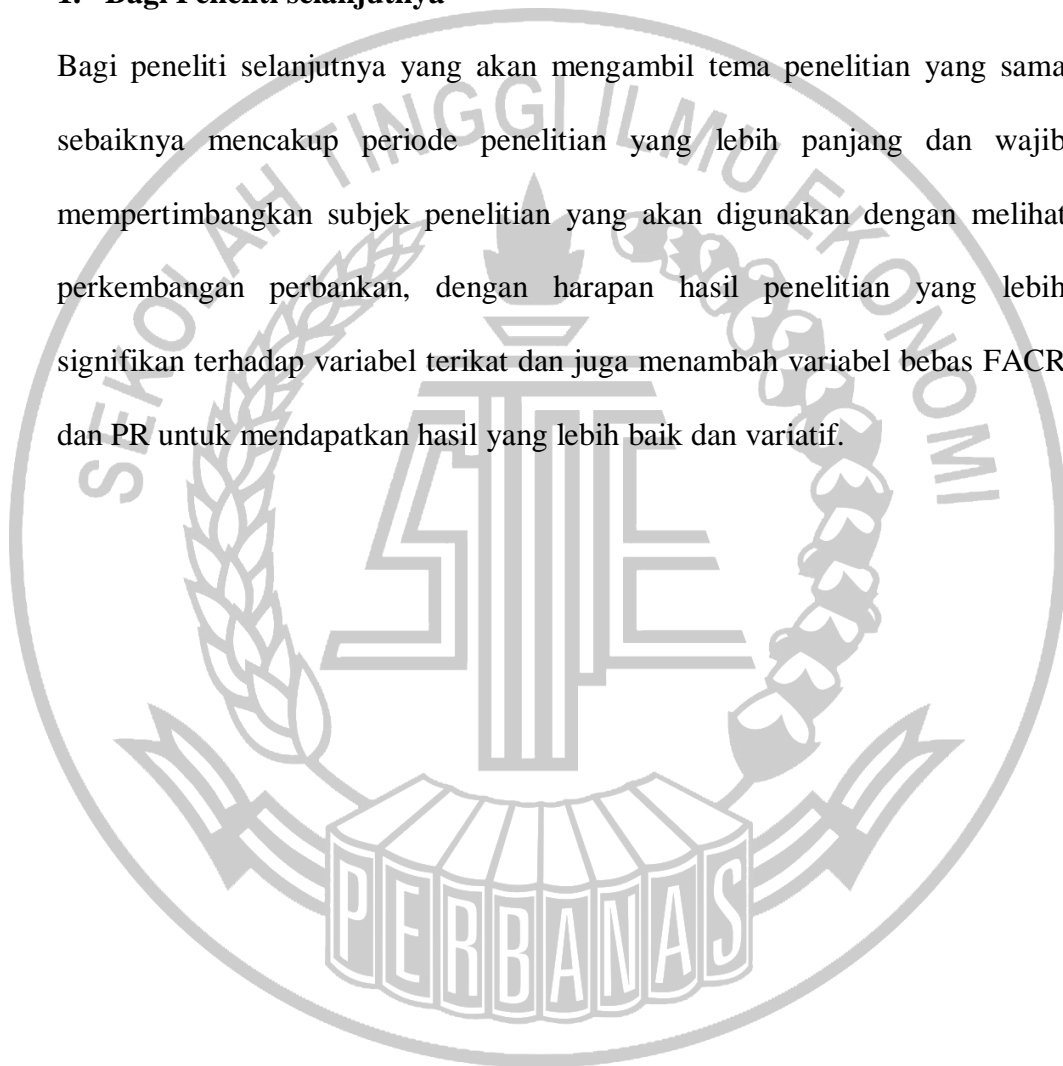 1. Bagi Peneliti selanjutnya
Bagi peneliti selanjutnya yang akan mengambil tema penelitian yang sama
sebaiknya mencakup periode penelitian yang lebih panjang dan wajib
mempertimbangkan subjek penelitian yang akan digunakan dengan melihat
perkembangan perbankan, dengan harapan hasil penelitian yang lebih
signifikan terhadap variabel terikat dan juga menambah variabel bebas FACR
dan PR untuk mendapatkan hasil yang lebih baik dan variatif.
SEKOLAH TINGGI ILMU EKONOMI
STIE
PERBANAS